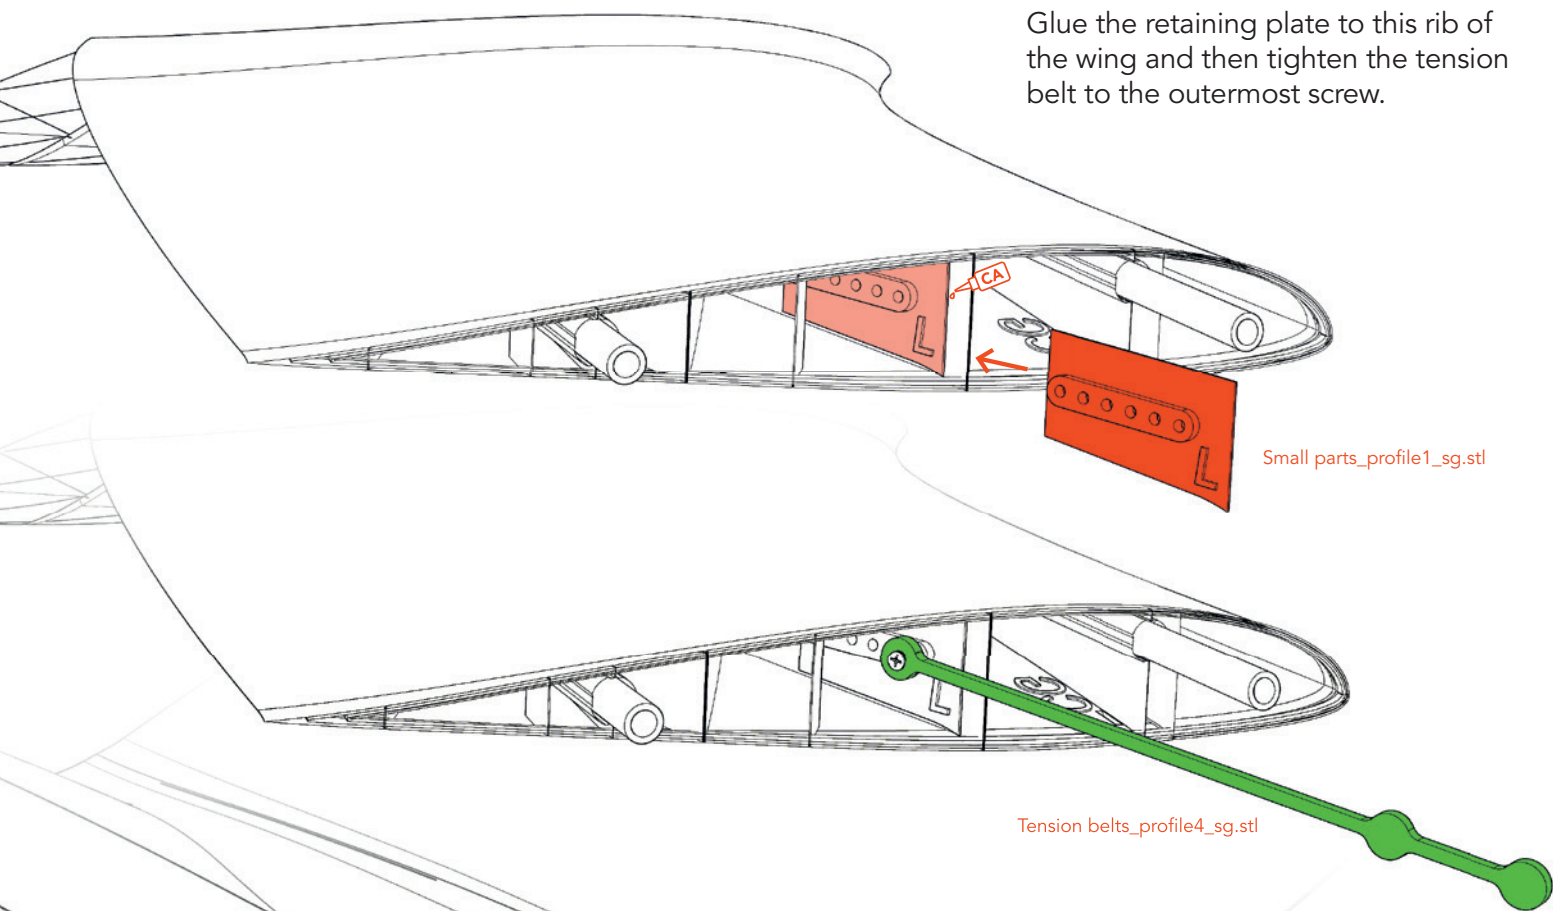 Glue the retaining plate to this rib of
the wing and then tighten the tension
belt to the outermost screw.
CA
L
L
Small parts_profile1_sg.stl
L
Tension belts_profile4_sg.stl